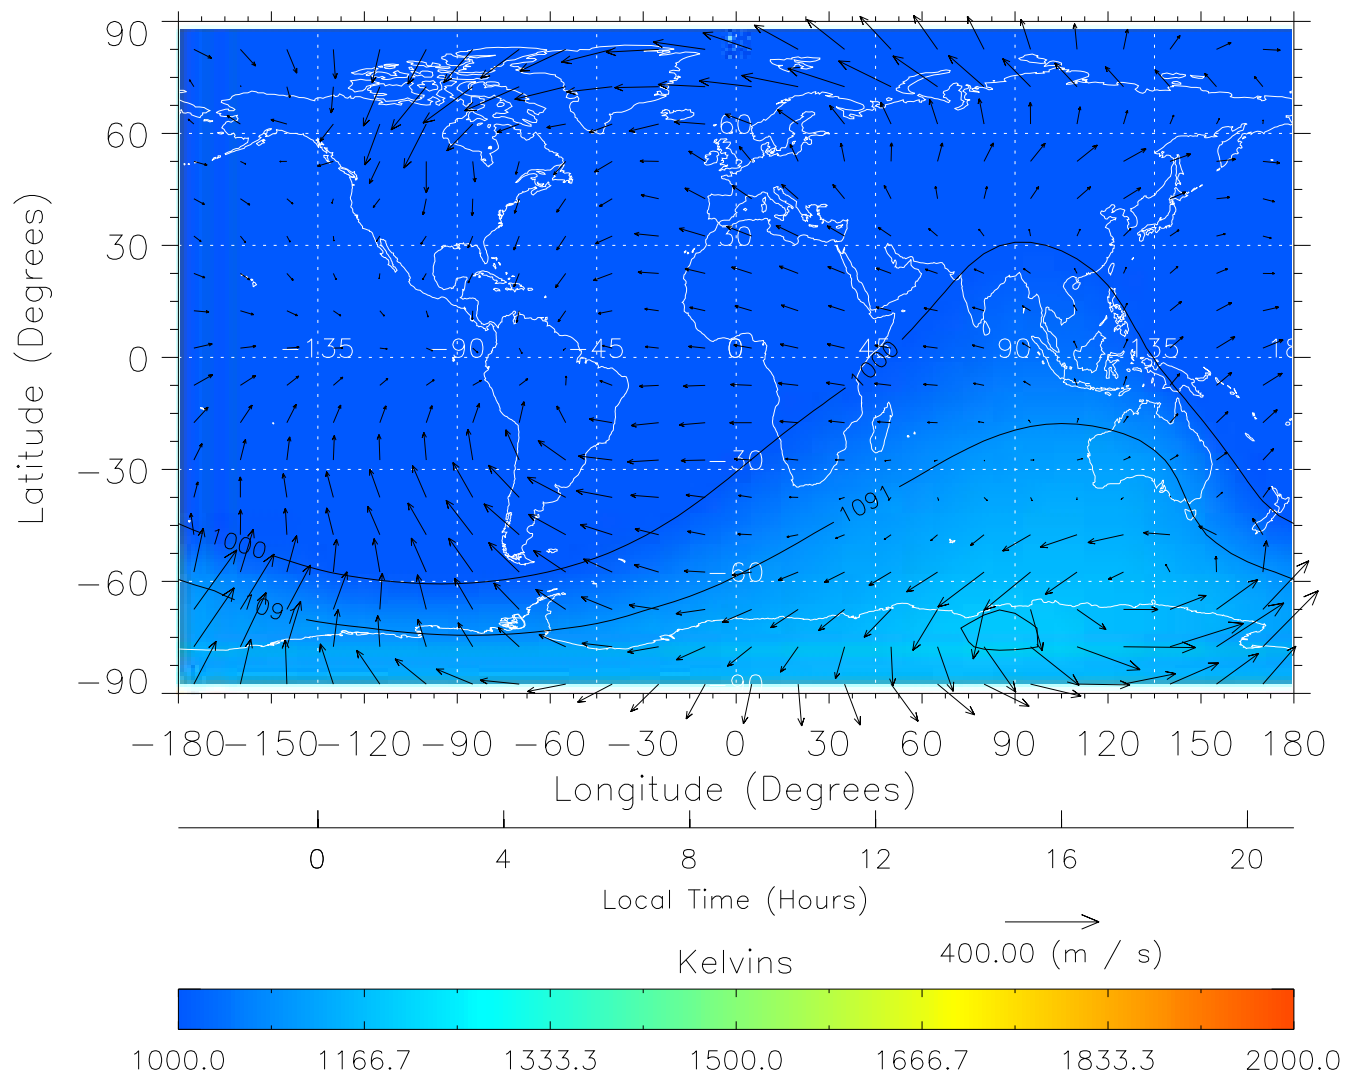 Latitude (Degrees)
90
60
30
0
−30
−60
−90
60
30
−135 −90 −45 0 45 90 135 18
−30
−60
−90
1000
1091
1000
109
−180 −150 −120 −90 −60 −30 0 30 60 90 120 150 180
Longitude (Degrees)
0 4 8 12 16 20
Local Time (Hours)
400.00 (m / s)
Kelvins
1000.0 1166.7 1333.3 1500.0 1666.7 1833.3 2000.0